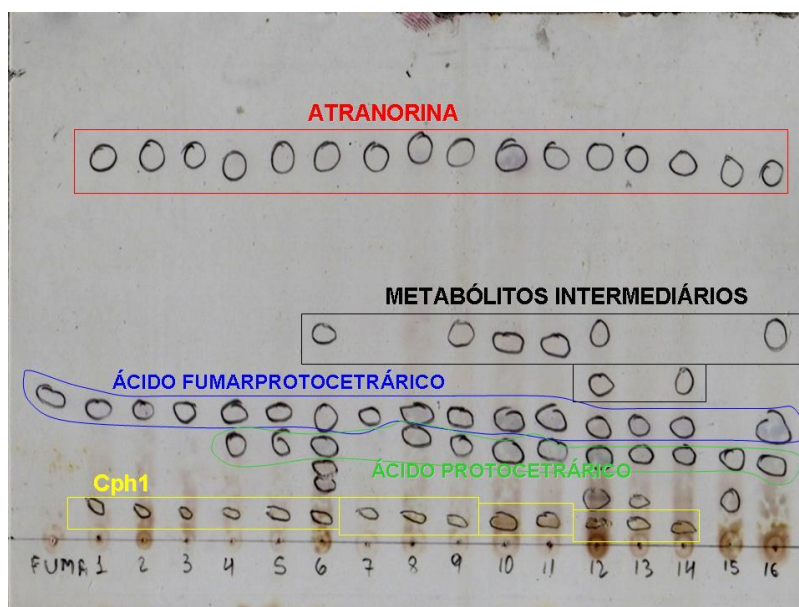 ATRANORINA
METABÓLITOS INTERMEDIÁRIOS
ÁCIDO FUMARPROTOCETRÁRICO
ÁCIDO PROTOCETRÁRICO
Cph1
FUMA 1 2 3 4 5 6 7 8 9 10 11 12 13 14 15 16